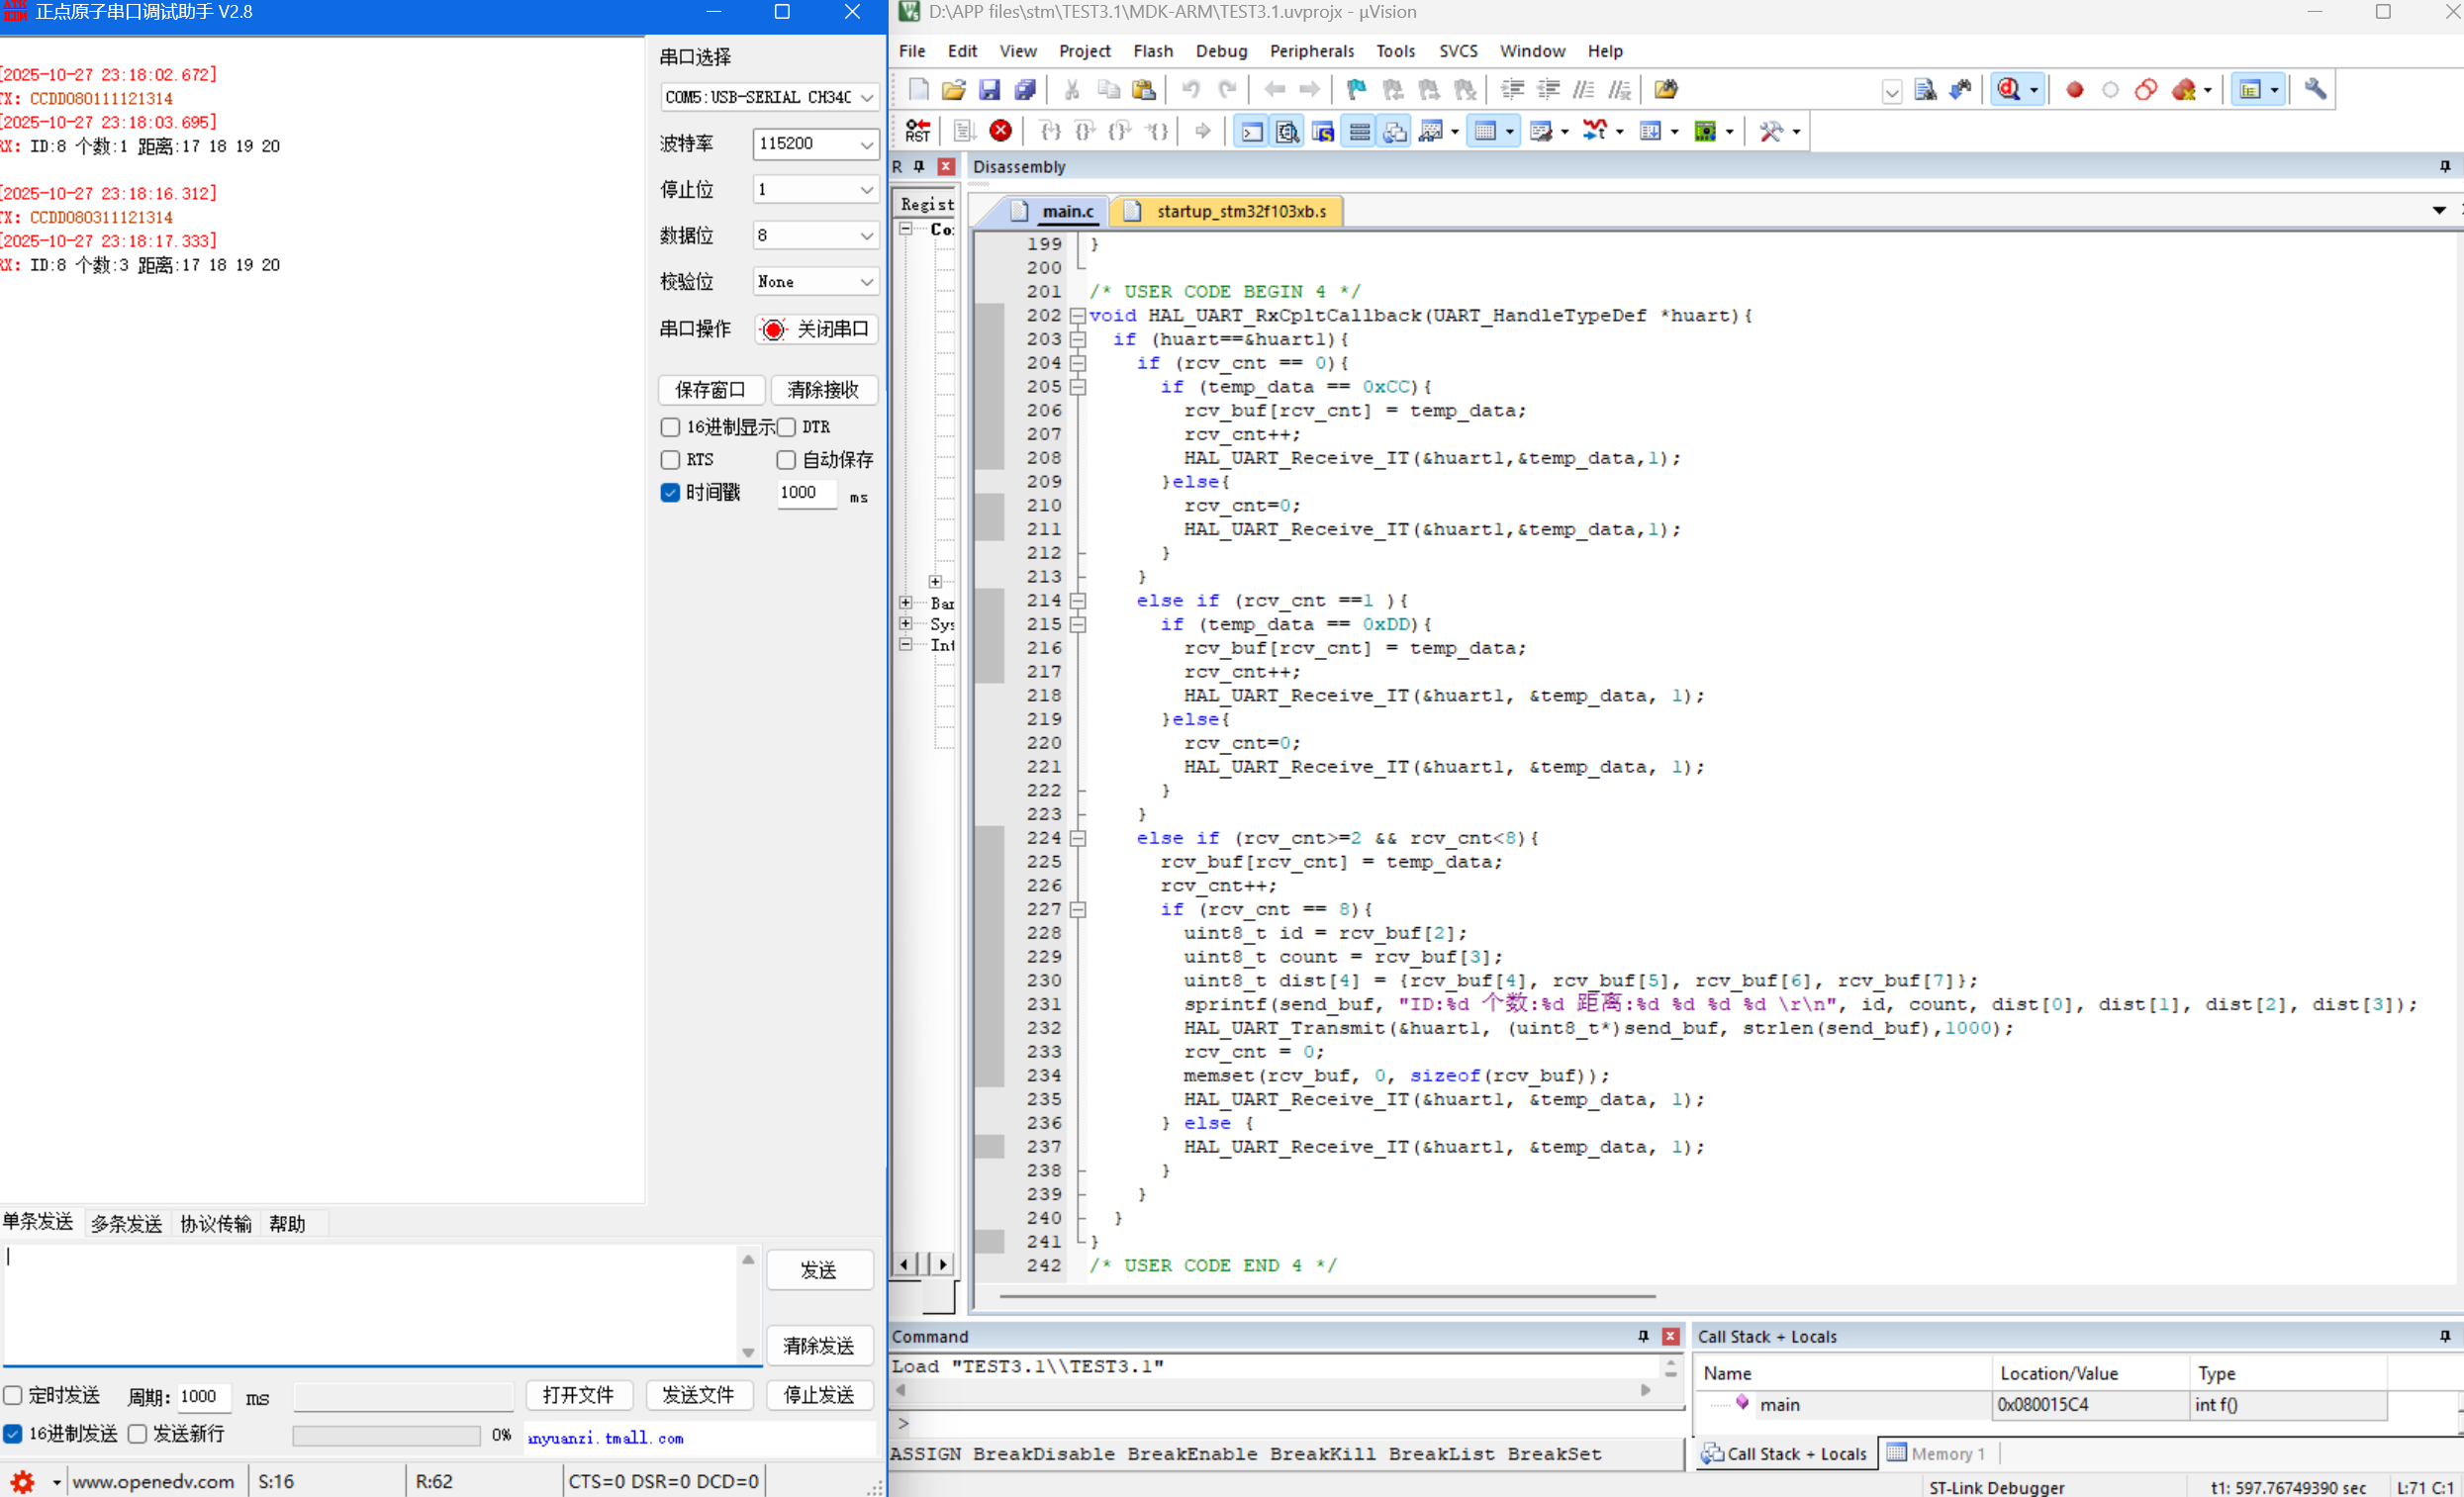 正点原子串口调试助手 V2.8
[2025-10-27 23:18:02.672]
TX: CCDD080111121314
[2025-10-27 23:18:03.695]
RX: ID:8 个数:1 距离:17 18 19 20
[2025-10-27 23:18:16.312]
TX: CCDD080311121314
[2025-10-27 23:18:17.333]
RX: ID:8 个数:3 距离:17 18 19 20
串口选择
COM5:USB-SERIAL CH34C
波特率 115200
停止位 1
数据位 8
校验位 None
串口操作 关闭串口
保存窗口 清除接收
16进制显示 DTR
RTS 自动保存
时间戳 1000 ms
单条发送 多条发送 协议传输 帮助
发送
清除发送
定时发送 周期: 1000 ms 打开文件 发送文件 停止发送
16进制发送 发送新行 0% anyuanzi.tmall.com
www.openedv.com S:16 R:62 CTS=0 DSR=0 DCD=0
D:\APP files\stm\TEST3.1\MDK-ARM\TEST3.1.uvprojx - µVision
File Edit View Project Flash Debug Peripherals Tools SVCS Window Help
RST
R Disassembly
Regist
Co
Ban
Sys
Int
main.c startup_stm32f103xb.s
199 }
200
201 /* USER CODE BEGIN 4 */
202 void HAL_UART_RxCpltCallback(UART_HandleTypeDef *huart){
203 if (huart==&huart1){
204 if (rcv_cnt == 0){
205 if (temp_data == 0xCC){
206 rcv_buf[rcv_cnt] = temp_data;
207 rcv_cnt++;
208 HAL_UART_Receive_IT(&huart1,&temp_data,1);
209 }else{
210 rcv_cnt=0;
211 HAL_UART_Receive_IT(&huart1,&temp_data,1);
212 }
213 }
214 else if (rcv_cnt ==1 ){
215 if (temp_data == 0xDD){
216 rcv_buf[rcv_cnt] = temp_data;
217 rcv_cnt++;
218 HAL_UART_Receive_IT(&huart1, &temp_data, 1);
219 }else{
220 rcv_cnt=0;
221 HAL_UART_Receive_IT(&huart1, &temp_data, 1);
222 }
223 }
224 else if (rcv_cnt>=2 && rcv_cnt<8){
225 rcv_buf[rcv_cnt] = temp_data;
226 rcv_cnt++;
227 if (rcv_cnt == 8){
228 uint8_t id = rcv_buf[2];
229 uint8_t count = rcv_buf[3];
230 uint8_t dist[4] = {rcv_buf[4], rcv_buf[5], rcv_buf[6], rcv_buf[7]};
231 sprintf(send_buf, "ID:%d 个数:%d 距离:%d %d %d %d \r\n", id, count, dist[0], dist[1], dist[2], dist[3]);
232 HAL_UART_Transmit(&huart1, (uint8_t*)send_buf, strlen(send_buf),1000);
233 rcv_cnt = 0;
234 memset(rcv_buf, 0, sizeof(rcv_buf));
235 HAL_UART_Receive_IT(&huart1, &temp_data, 1);
236 } else {
237 HAL_UART_Receive_IT(&huart1, &temp_data, 1);
238 }
239 }
240 }
241 }
242 /* USER CODE END 4 */
Command
Load "TEST3.1\\TEST3.1"
>
ASSIGN BreakDisable BreakEnable BreakKill BreakList BreakSet
Call Stack + Locals
Name Location/Value Type
main 0x080015C4 int f()
Call Stack + Locals Memory 1
ST-Link Debugger t1: 597.76749390 sec L:71 C:1